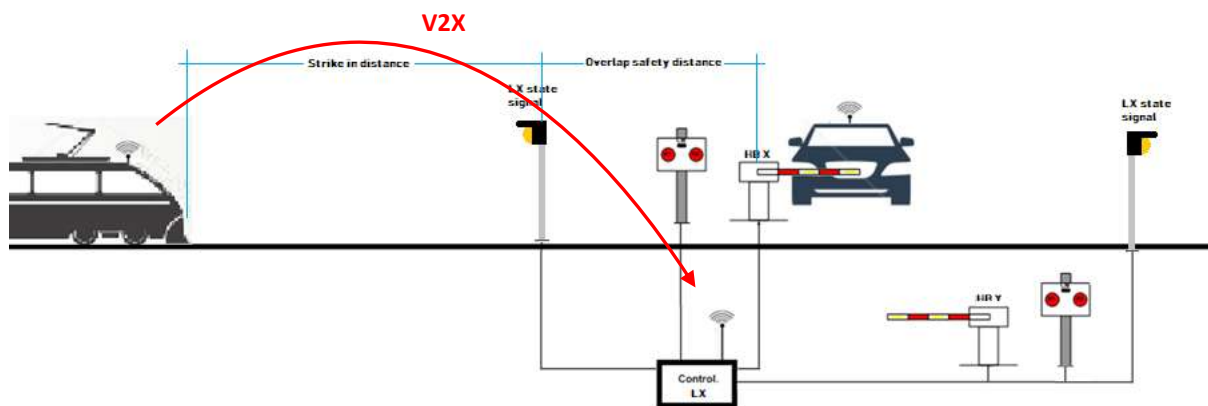 V2X
Strike in distance
Overlap safety distance
LX state
signal
LX state
signal
HB X
HB Y
Control.
LX